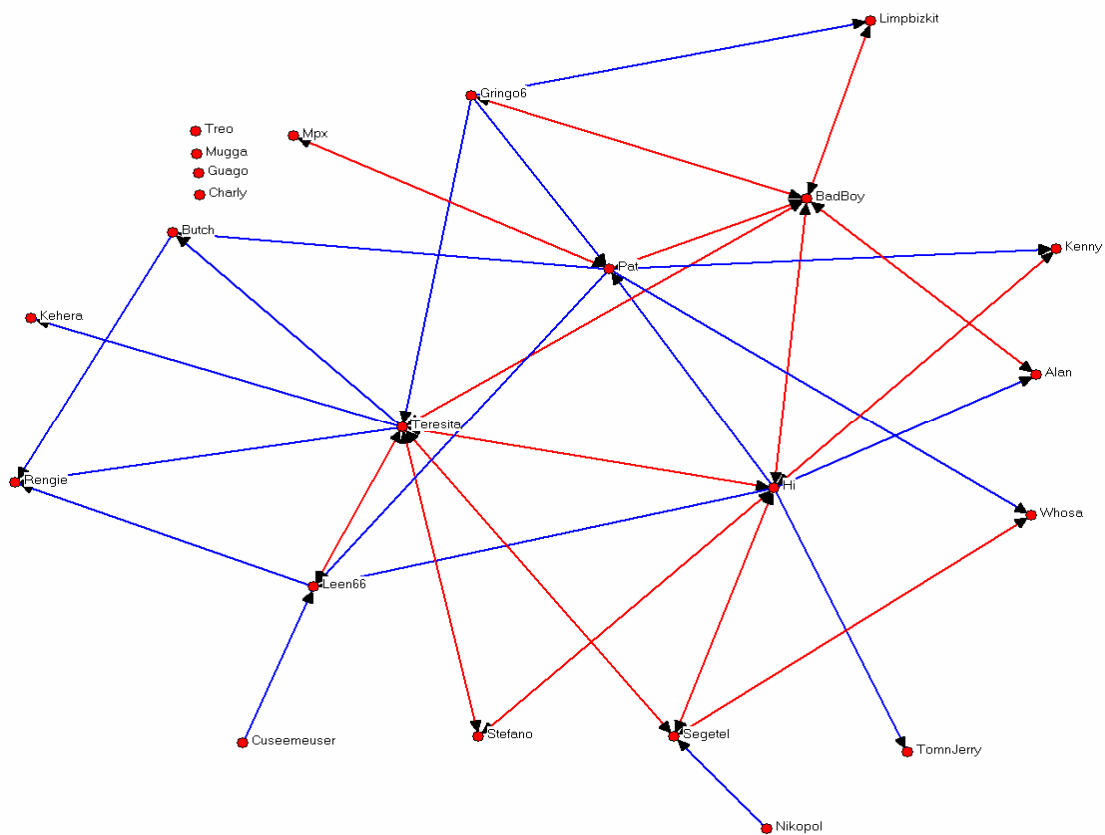 Limpbizkit
Gringo6
Treo
Mpx
Mugga
Guago
Charly
BadBoy
Butch
Kenny
Pat
Kehera
Alan
Teresita
Rengie
Hi
Whosa
Leen66
Cuseemeuser
Stefano
Segetel
TomnJerry
Nikopol